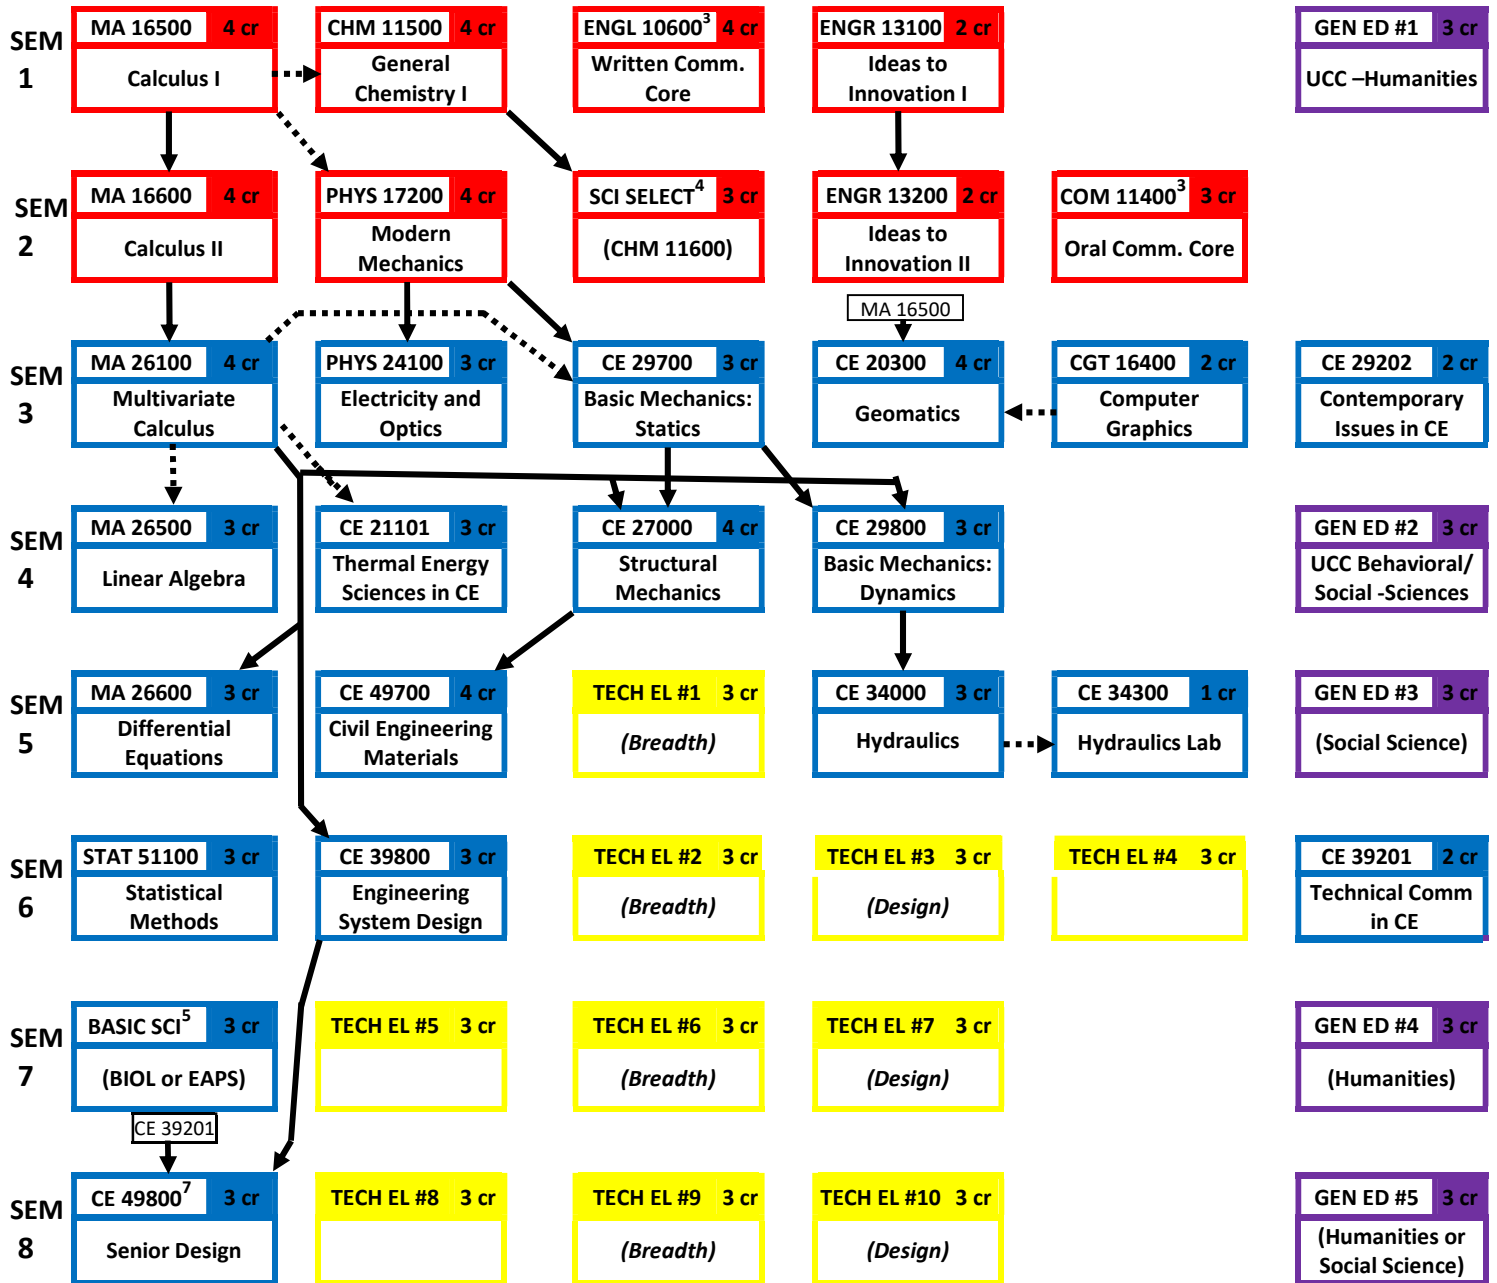 SEM
1
MA 16500 4 cr
Calculus I
CHM 11500 4 cr
General
Chemistry I
ENGL 10600³ 4 cr
Written Comm.
Core
ENGR 13100 2 cr
Ideas to
Innovation I
GEN ED #1 3 cr
UCC –Humanities
SEM
2
MA 16600 4 cr
Calculus II
PHYS 17200 4 cr
Modern
Mechanics
SCI SELECT⁴ 3 cr
(CHM 11600)
ENGR 13200 2 cr
Ideas to
Innovation II
COM 11400³ 3 cr
Oral Comm. Core
MA 16500
SEM
3
MA 26100 4 cr
Multivariate
Calculus
PHYS 24100 3 cr
Electricity and
Optics
CE 29700 3 cr
Basic Mechanics:
Statics
CE 20300 4 cr
Geomatics
CGT 16400 2 cr
Computer
Graphics
CE 29202 2 cr
Contemporary
Issues in CE
SEM
4
MA 26500 3 cr
Linear Algebra
CE 21101 3 cr
Thermal Energy
Sciences in CE
CE 27000 4 cr
Structural
Mechanics
CE 29800 3 cr
Basic Mechanics:
Dynamics
GEN ED #2 3 cr
UCC Behavioral/
Social -Sciences
SEM
5
MA 26600 3 cr
Differential
Equations
CE 49700 4 cr
Civil Engineering
Materials
TECH EL #1 3 cr
(Breadth)
CE 34000 3 cr
Hydraulics
CE 34300 1 cr
Hydraulics Lab
GEN ED #3 3 cr
(Social Science)
SEM
6
STAT 51100 3 cr
Statistical
Methods
CE 39800 3 cr
Engineering
System Design
TECH EL #2 3 cr
(Breadth)
TECH EL #3 3 cr
(Design)
TECH EL #4 3 cr
CE 39201 2 cr
Technical Comm
in CE
SEM
7
BASIC SCI⁵ 3 cr
(BIOL or EAPS)
TECH EL #5 3 cr
TECH EL #6 3 cr
(Breadth)
TECH EL #7 3 cr
(Design)
GEN ED #4 3 cr
(Humanities)
CE 39201
SEM
8
CE 49800⁷ 3 cr
Senior Design
TECH EL #8 3 cr
TECH EL #9 3 cr
(Breadth)
TECH EL #10 3 cr
(Design)
GEN ED #5 3 cr
(Humanities or
Social Science)